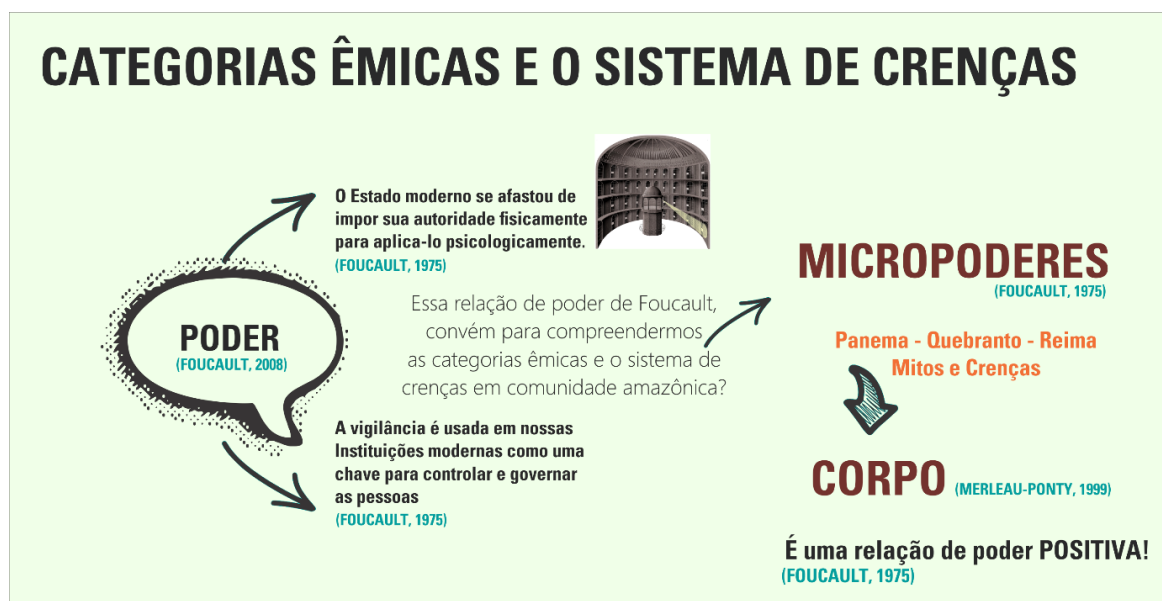 CATEGORIAS ÊMICAS E O SISTEMA DE CRENÇAS
O Estado moderno se afastou de
impor sua autoridade fisicamente
para aplica-lo psicologicamente.
(FOUCAULT, 1975)
PODER
(FOUCAULT, 2008)
Essa relação de poder de Foucault,
convém para compreendermos
as categorias êmicas e o sistema de
crenças em comunidade amazônica?
A vigilância é usada em nossas
Instituições modernas como uma
chave para controlar e governar
as pessoas
(FOUCAULT, 1975)
MICROPODERES
(FOUCAULT, 1975)
Panema - Quebranto - Reima
Mitos e Crenças
CORPO (MERLEAU-PONTY, 1999)
É uma relação de poder POSITIVA!
(FOUCAULT, 1975)